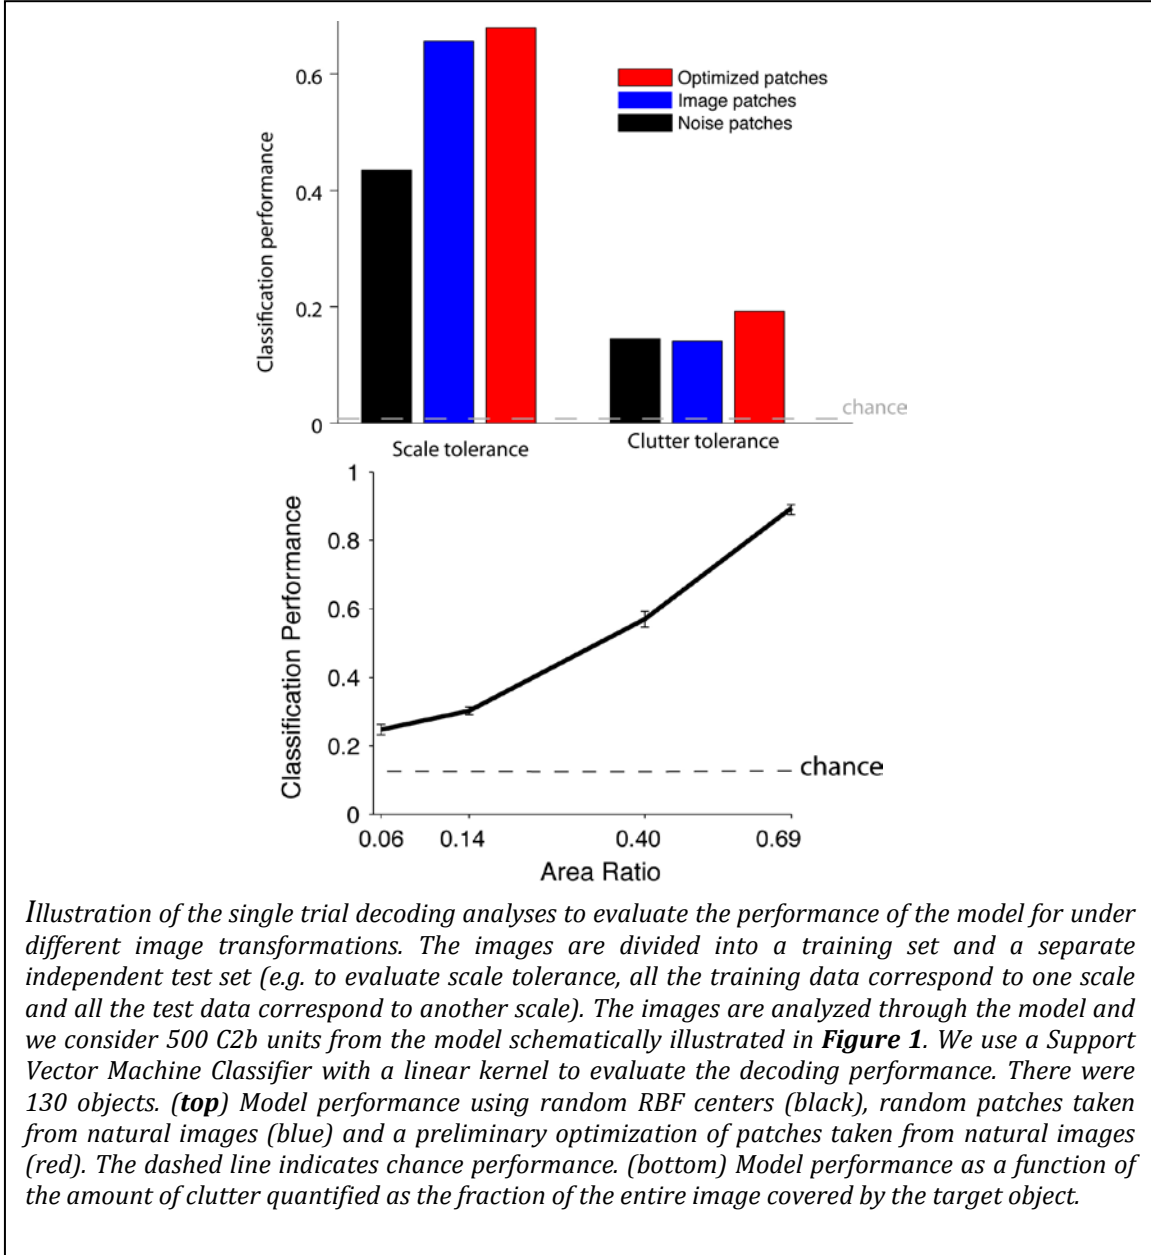 0.6
0.4
0.2
0
Classification performance
Optimized patches
Image patches
Noise patches
chance
Scale tolerance
Clutter tolerance
1
0.8
0.6
0.4
0.2
0
Classification Performance
chance
0.06 0.14 0.40 0.69
Area Ratio
Illustration of the single trial decoding analyses to evaluate the performance of the model for under
different image transformations. The images are divided into a training set and a separate
independent test set (e.g. to evaluate scale tolerance, all the training data correspond to one scale
and all the test data correspond to another scale). The images are analyzed through the model and
we consider 500 C2b units from the model schematically illustrated in Figure 1. We use a Support
Vector Machine Classifier with a linear kernel to evaluate the decoding performance. There were
130 objects. (top) Model performance using random RBF centers (black), random patches taken
from natural images (blue) and a preliminary optimization of patches taken from natural images
(red). The dashed line indicates chance performance. (bottom) Model performance as a function of
the amount of clutter quantified as the fraction of the entire image covered by the target object.